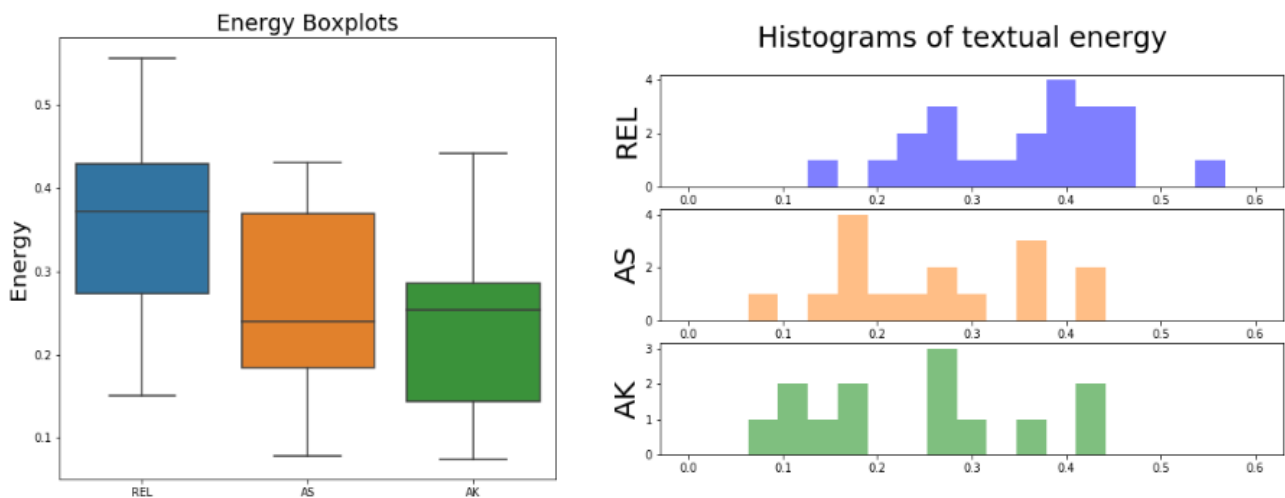 Energy Boxplots
Energy
0.5
0.4
0.3
0.2
0.1
REL AS AK
Histograms of textual energy
REL
4
2
0
0.0 0.1 0.2 0.3 0.4 0.5 0.6
AS
4
2
0
0.0 0.1 0.2 0.3 0.4 0.5 0.6
AK
3
2
1
0
0.0 0.1 0.2 0.3 0.4 0.5 0.6